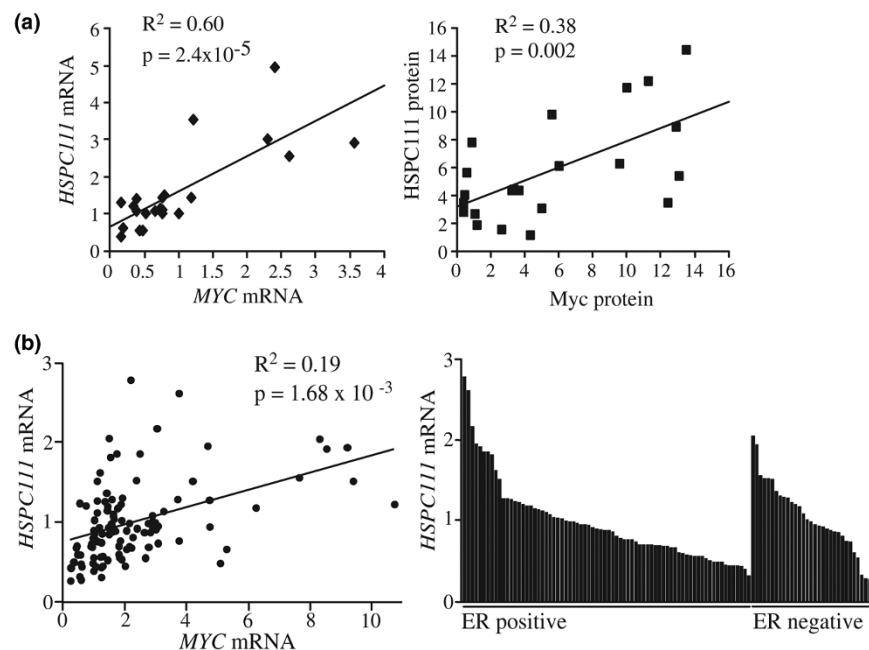 (a)
R² = 0.60
p = 2.4x10⁻⁵
HSPC111 mRNA
6
5
4
3
2
1
0
0 0.5 1 1.5 2 2.5 3 3.5 4
MYC mRNA
R² = 0.38
p = 0.002
HSPC111 protein
16
14
12
10
8
6
4
2
0
0 2 4 6 8 10 12 14 16
Myc protein
(b)
R² = 0.19
p = 1.68 x 10 ⁻³
HSPC111 mRNA
3
2
1
0
0 2 4 6 8 10
MYC mRNA
HSPC111 mRNA
3
2
1
0
ER positive ER negative